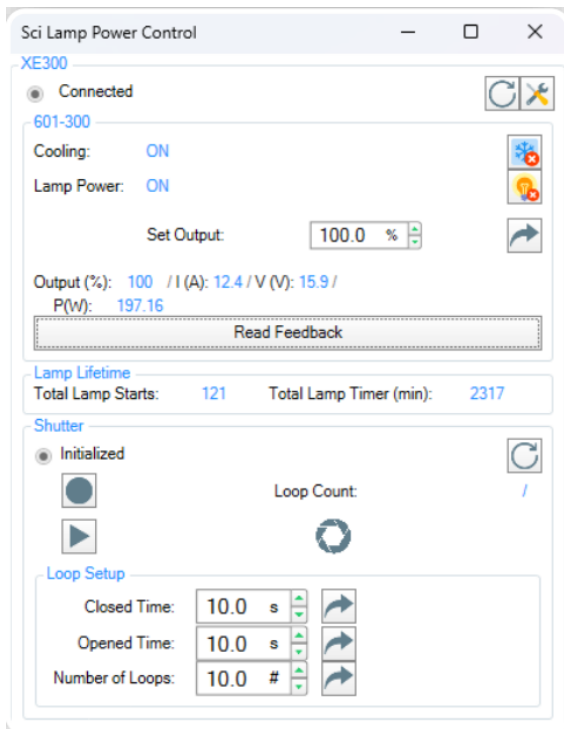 Sci Lamp Power Control
XE300
Connected
601-300
Cooling: ON
Lamp Power: ON
Set Output: 100.0 %
Output (%): 100 / I (A): 12.4 / V (V): 15.9 /
P(W): 197.16
Read Feedback
Lamp Lifetime
Total Lamp Starts: 121 Total Lamp Timer (min): 2317
Shutter
Initialized
Loop Count: /
Loop Setup
Closed Time: 10.0 s
Opened Time: 10.0 s
Number of Loops: 10.0 #